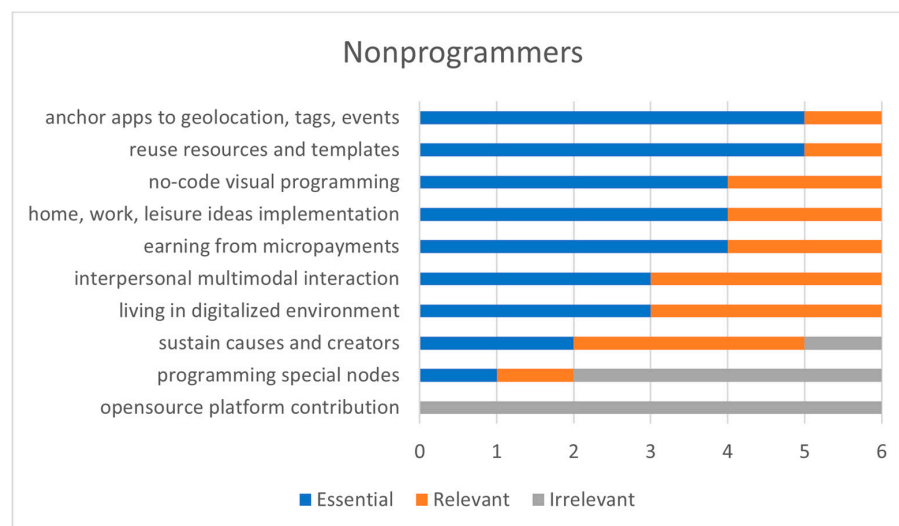 Nonprogrammers
anchor apps to geolocation, tags, events
reuse resources and templates
no-code visual programming
home, work, leisure ideas implementation
earning from micropayments
interpersonal multimodal interaction
living in digitalized environment
sustain causes and creators
programming special nodes
opensource platform contribution
0 1 2 3 4 5 6
Essential Relevant Irrelevant